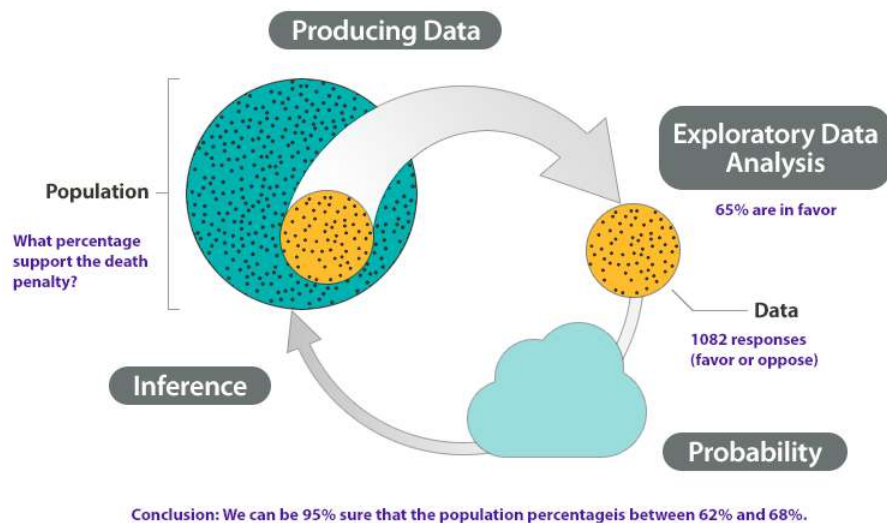 Producing Data
Exploratory Data
Analysis
65% are in favor
Population
What percentage
support the death
penalty?
Data
1082 responses
(favor or oppose)
Inference
Probability
Conclusion: We can be 95% sure that the population percentageis between 62% and 68%.